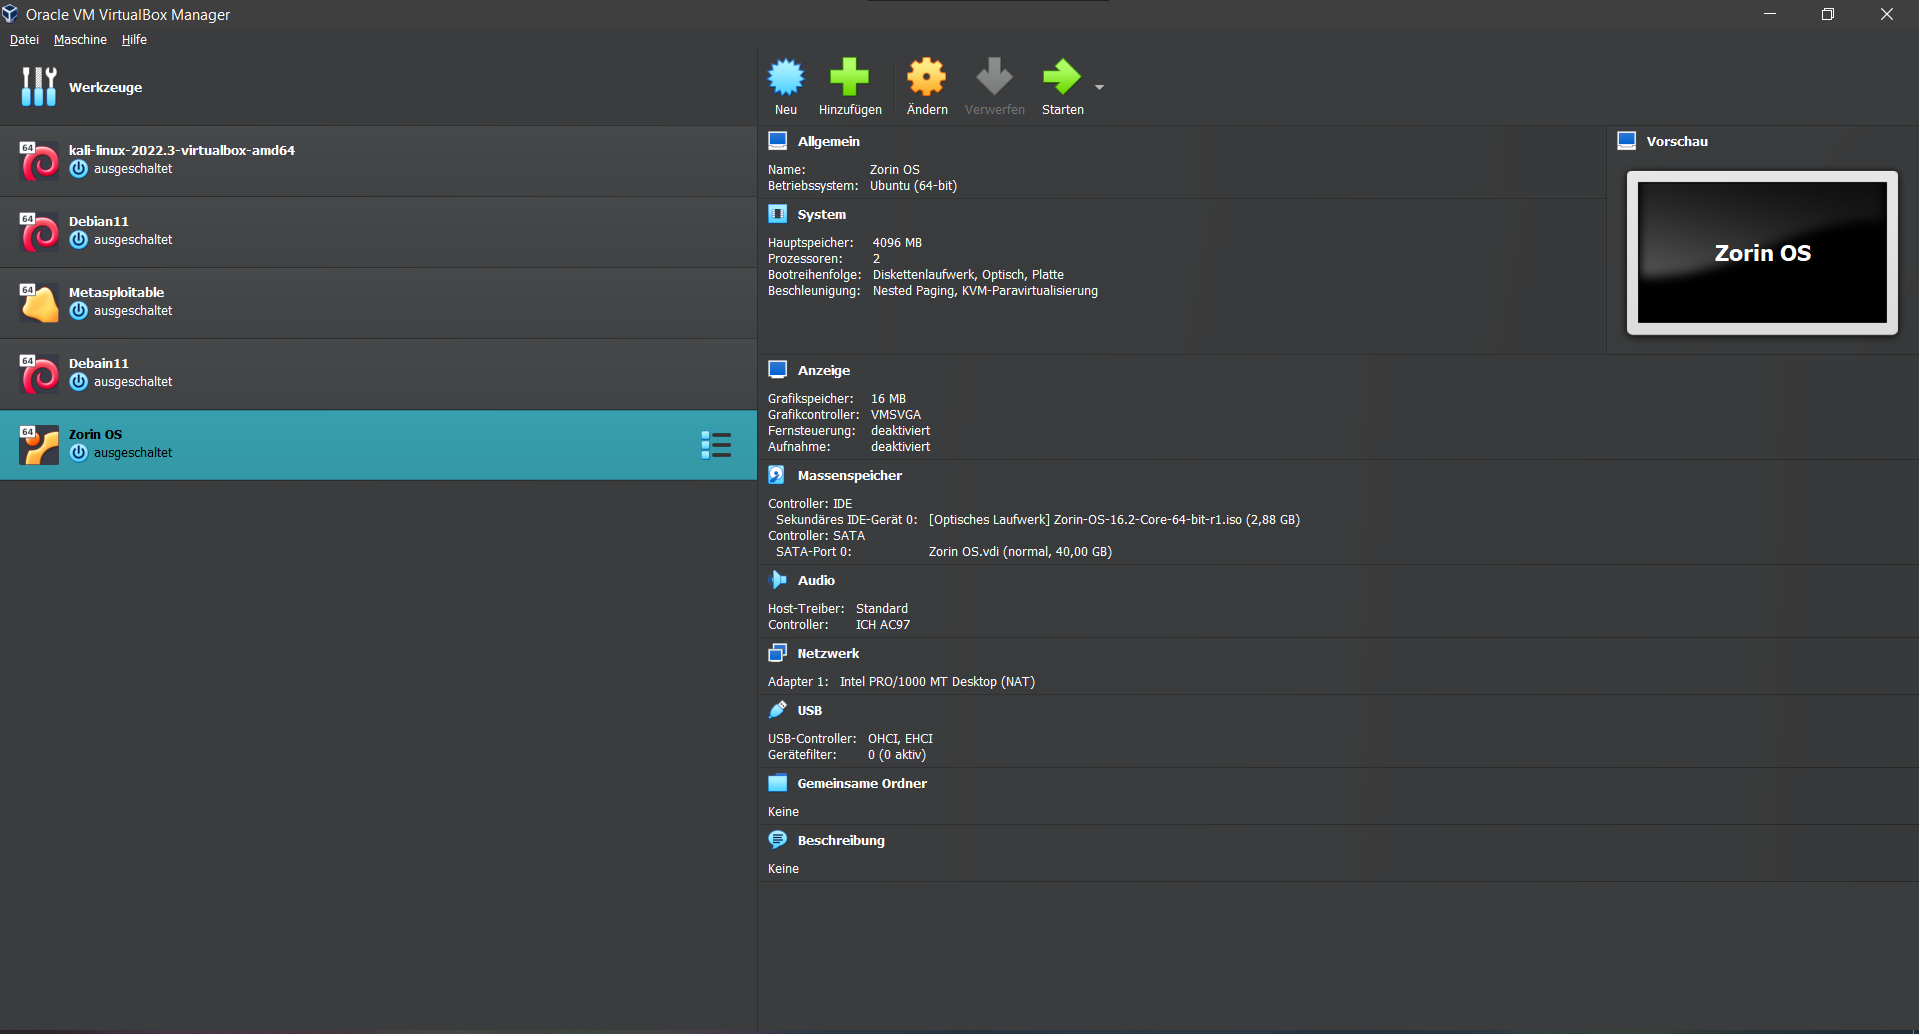 Oracle VM VirtualBox Manager
Datei Maschine Hilfe
Werkzeuge
64
kali-linux-2022.3-virtualbox-amd64
ausgeschaltet
64
Debian11
ausgeschaltet
64
Metasploitable
ausgeschaltet
64
Debain11
ausgeschaltet
64
Zorin OS
ausgeschaltet
Neu Hinzufügen Ändern Verwerfen Starten
Allgemein
Name: Zorin OS
Betriebssystem: Ubuntu (64-bit)
System
Hauptspeicher: 4096 MB
Prozessoren: 2
Bootreihenfolge: Diskettenlaufwerk, Optisch, Platte
Beschleunigung: Nested Paging, KVM-Paravirtualisierung
Vorschau
Zorin OS
Anzeige
Grafikspeicher: 16 MB
Grafikcontroller: VMSVGA
Fernsteuerung: deaktiviert
Aufnahme: deaktiviert
Massenspeicher
Controller: IDE
Sekundäres IDE-Gerät 0: [Optisches Laufwerk] Zorin-OS-16.2-Core-64-bit-r1.iso (2,88 GB)
Controller: SATA
SATA-Port 0: Zorin OS.vdi (normal, 40,00 GB)
Audio
Host-Treiber: Standard
Controller: ICH AC97
Netzwerk
Adapter 1: Intel PRO/1000 MT Desktop (NAT)
USB
USB-Controller: OHCI, EHCI
Gerätefilter: 0 (0 aktiv)
Gemeinsame Ordner
Keine
Beschreibung
Keine